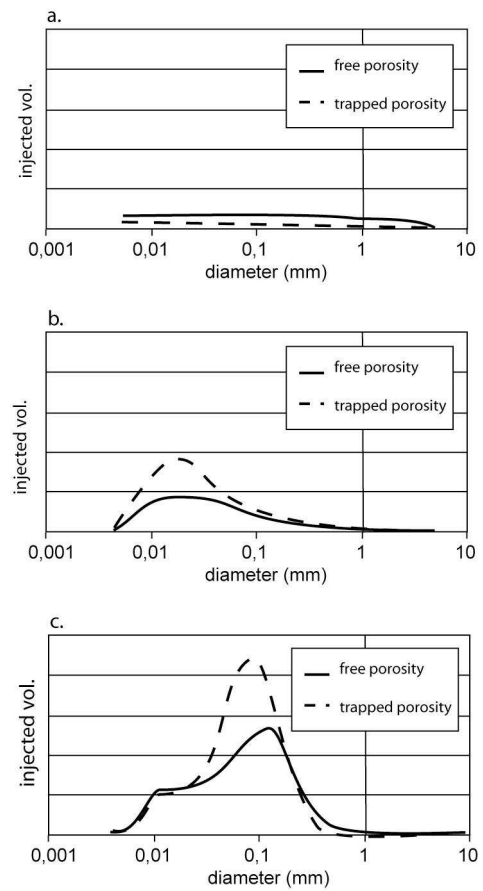 a.
injected vol.
free porosity
trapped porosity
0,001 0,01 0,1 1 10
diameter (mm)
b.
injected vol.
free porosity
trapped porosity
0,001 0,01 0,1 1 10
diameter (mm)
c.
injected vol.
free porosity
trapped porosity
0,001 0,01 0,1 1 10
diameter (mm)